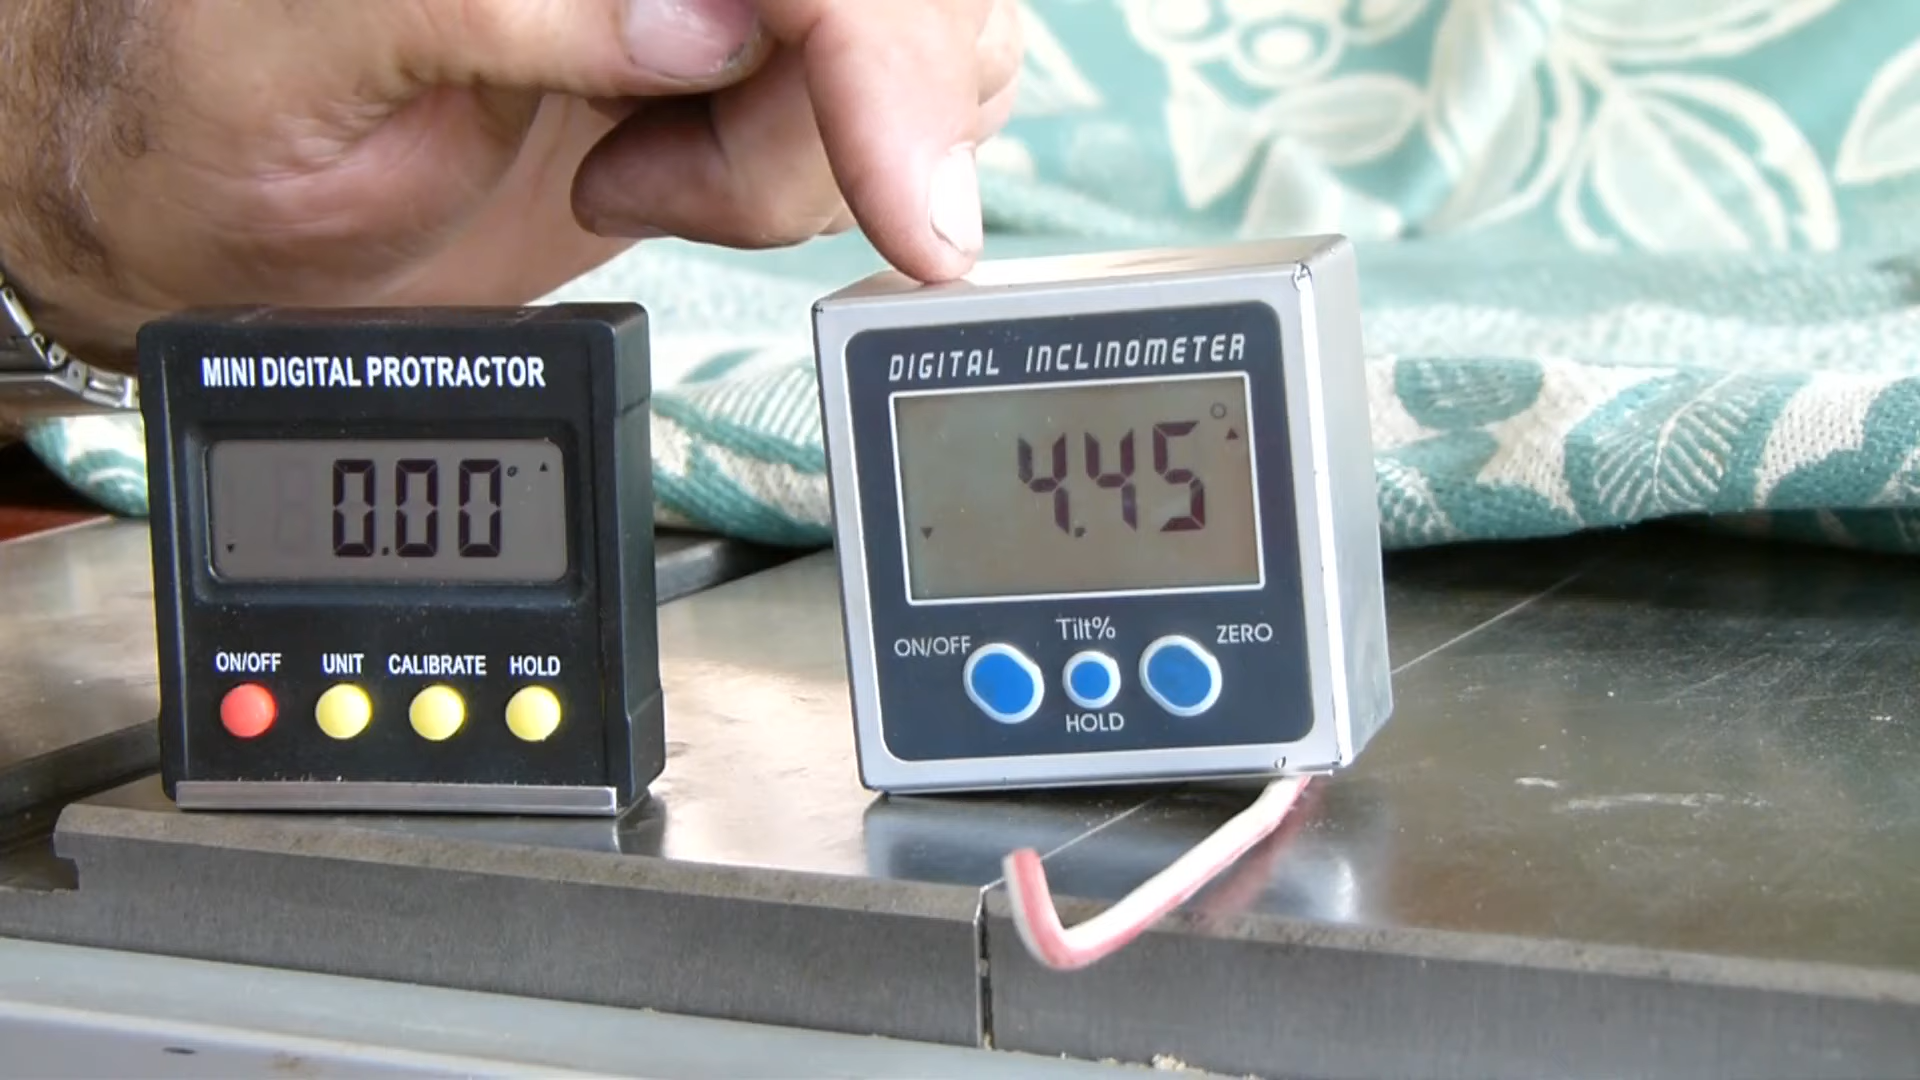 MINI DIGITAL PROTRACTOR
0.00°
ON/OFF UNIT CALIBRATE HOLD
DIGITAL INCLINOMETER
4.45°
ON/OFF Tilt% ZERO
HOLD